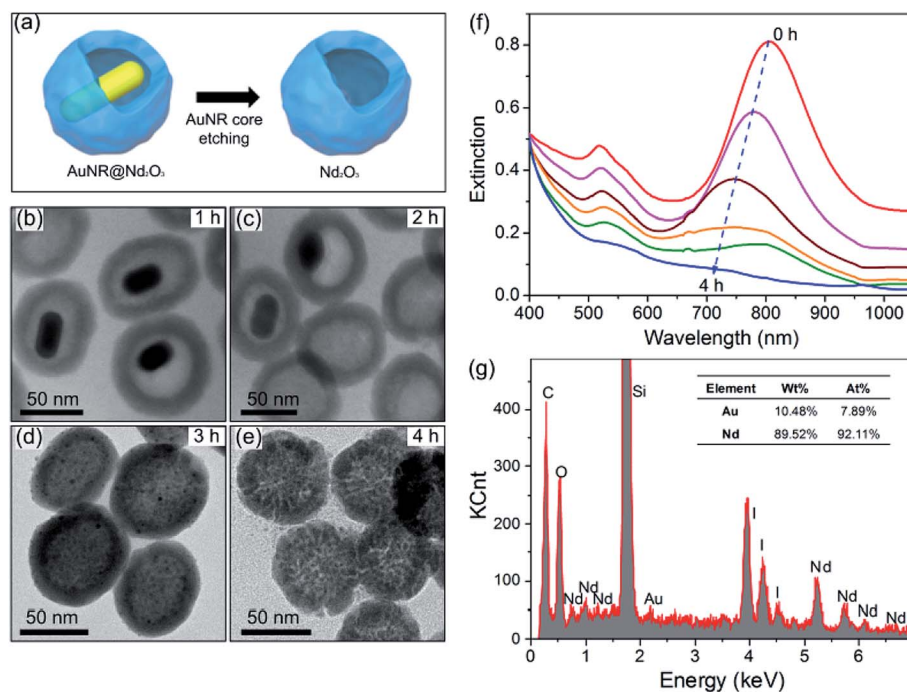 (a)
AuNR core
etching
AuNR@Nd₂O₃
Nd₂O₃
(b)
1 h
50 nm
(c)
2 h
50 nm
(d)
3 h
50 nm
(e)
4 h
50 nm
(f)
0 h
4 h
Extinction
0.8
0.6
0.4
0.2
0.0
400 500 600 700 800 900 1000
Wavelength (nm)
(g)
Element Wt% At%
Au 10.48% 7.89%
Nd 89.52% 92.11%
KCnt
400
300
200
100
0
C
O
Nd
Nd
Nd
Si
Au
I
I
I
Nd
Nd
Nd
Nd
0 1 2 3 4 5 6
Energy (keV)